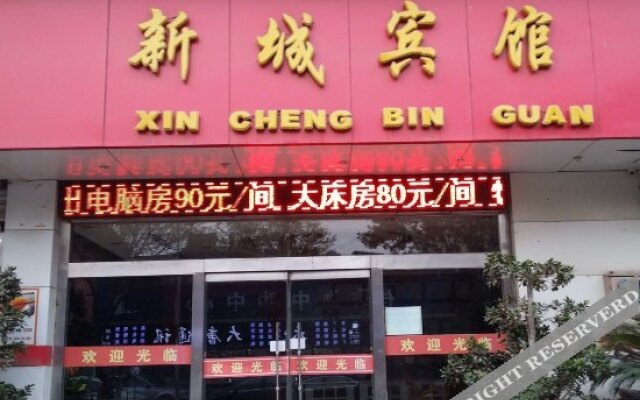 新城宾馆
XIN CHENG BIN GUAN
电脑房90元/间 大床房80元/间
欢迎光临
欢迎光临
欢迎光临
欢迎光临
RIGHT RESERVED